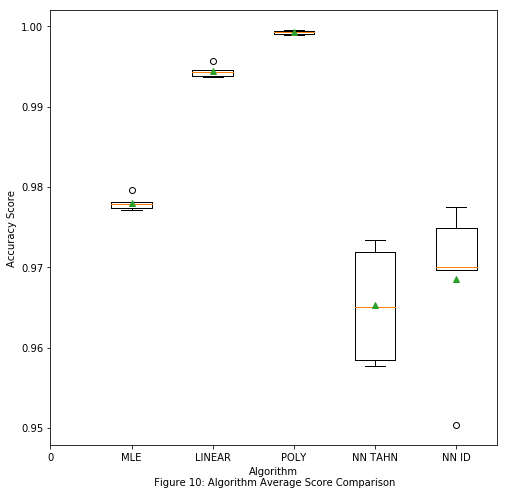 1.00
0.99
0.98
0.97
0.96
0.95
Accuracy Score
0 MLE LINEAR POLY NN TAHN NN ID
Algorithm
Figure 10: Algorithm Average Score Comparison